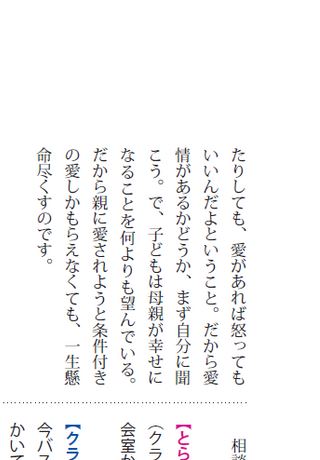 たりしても、愛があれば怒っても
いいんだよということ。だから愛
情があるかどうか、まず自分に聞
こう。で、子どもは母親が幸せに
なることを何よりも望んでいる。
だから親に愛されようと条件付き
の愛しかもらえなくても、一生懸
命尽くすのです。
相談
【とら
（クラ
会室か
【クラ
今バス
かいて